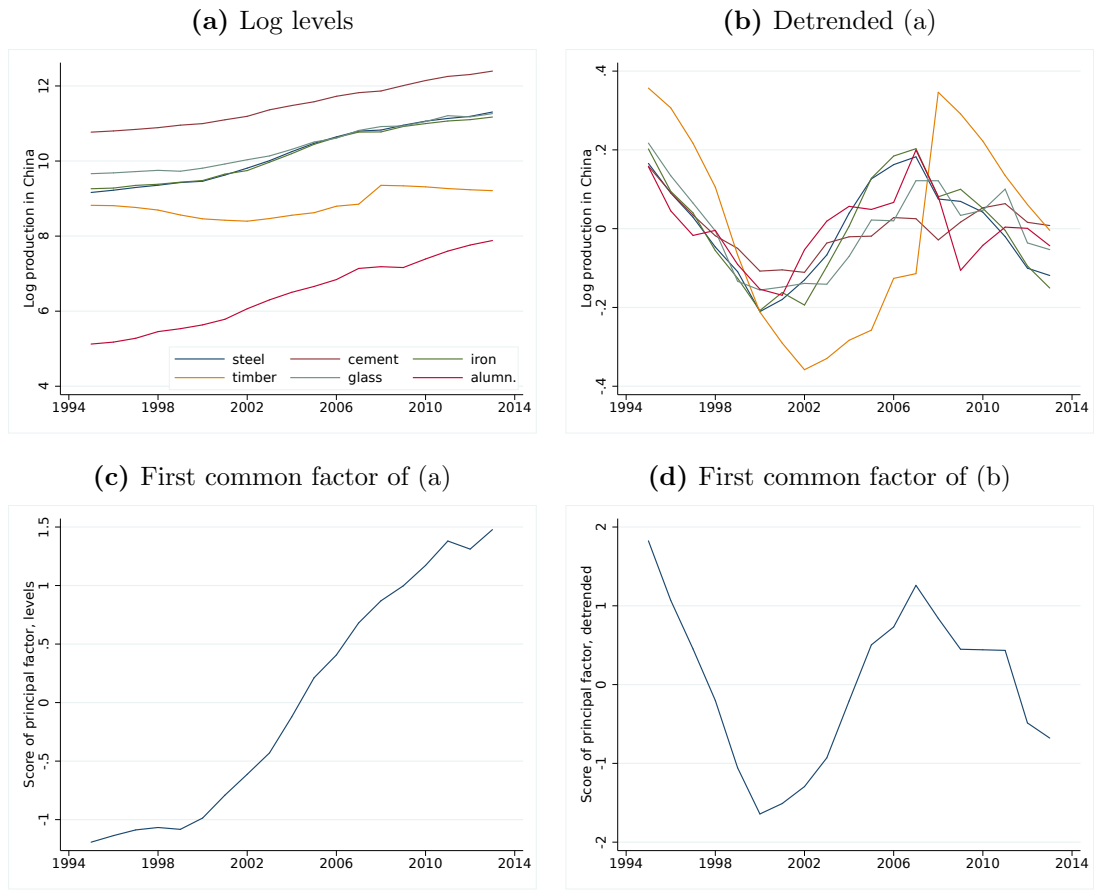 (a) Log levels
Log production in China
12
10
8
6
4
1994 1998 2002 2006 2010 2014
steel cement iron
timber glass alumn.
(b) Detrended (a)
Log production in China
.4
.2
0
-.2
-.4
1994 1998 2002 2006 2010 2014
(c) First common factor of (a)
Score of principal factor, levels
1.5
1
.5
0
-.5
-1
1994 1998 2002 2006 2010 2014
(d) First common factor of (b)
Score of principal factor, detrended
2
1
0
-1
-2
1994 1998 2002 2006 2010 2014